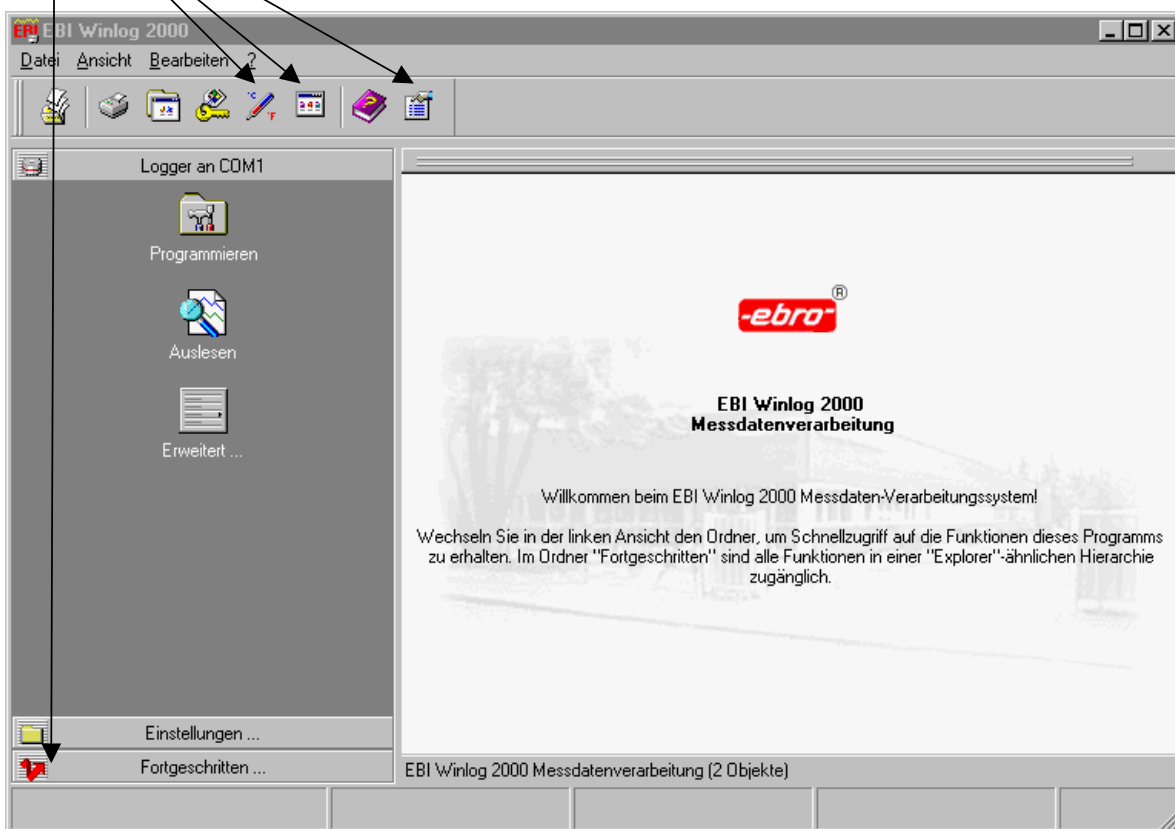 EBI EBI Winlog 2000
Datei Ansicht Bearbeiten ?
°C
°F
Logger an COM1
Programmieren
Auslesen
Erweitert ...
-ebro- ®
EBI Winlog 2000
Messdatenverarbeitung
Willkommen beim EBI Winlog 2000 Messdaten-Verarbeitungssystem!
Wechseln Sie in der linken Ansicht den Ordner, um Schnellzugriff auf die Funktionen dieses Programms
zu erhalten. Im Ordner "Fortgeschritten" sind alle Funktionen in einer "Explorer"-ähnlichen Hierarchie
zugänglich.
Einstellungen ...
Fortgeschritten ...
EBI Winlog 2000 Messdatenverarbeitung (2 Objekte)